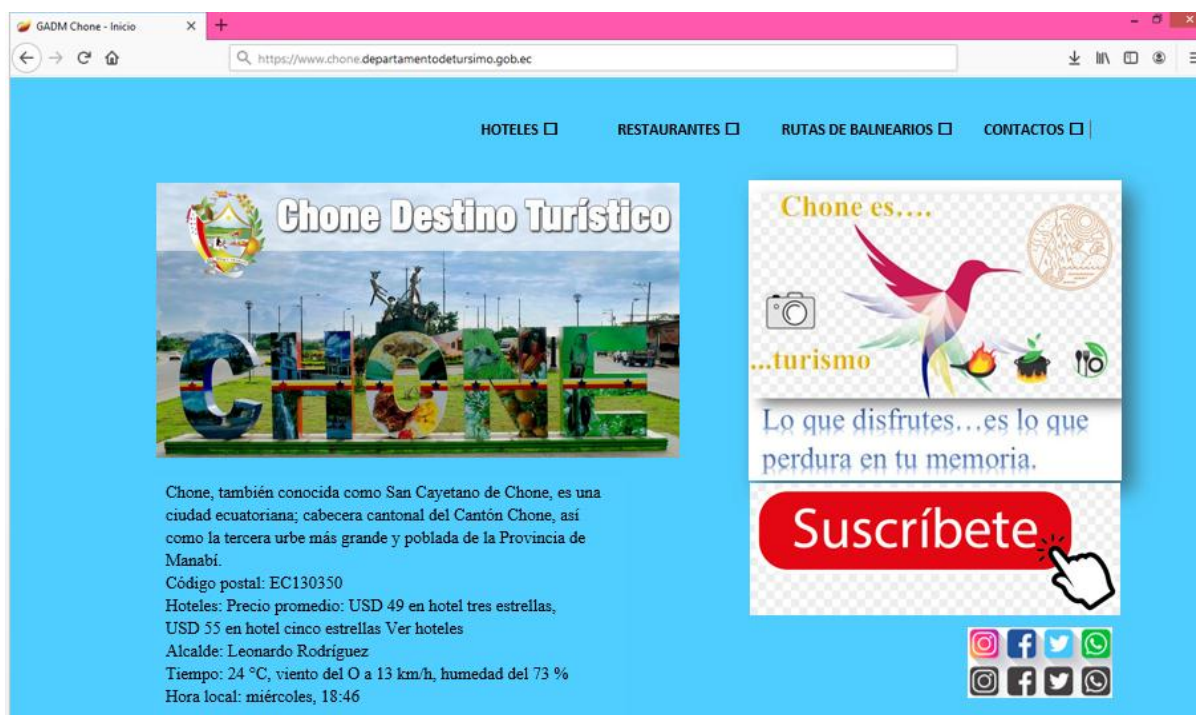 GADM Chone - Inicio
https://www.chone.departamentodetursimo.gob.ec
HOTELES
RESTAURANTES
RUTAS DE BALNEARIOS
CONTACTOS
Chone Destino Turístico
CHONE
Chone es....
...turismo
Lo que disfrutes...es lo que
perdura en tu memoria.
Suscríbete
Chone, también conocida como San Cayetano de Chone, es una
ciudad ecuatoriana; cabecera cantonal del Cantón Chone, así
como la tercera urbe más grande y poblada de la Provincia de
Manabí.
Código postal: EC130350
Hoteles: Precio promedio: USD 49 en hotel tres estrellas,
USD 55 en hotel cinco estrellas Ver hoteles
Alcalde: Leonardo Rodríguez
Tiempo: 24 °C, viento del O a 13 km/h, humedad del 73 %
Hora local: miércoles, 18:46